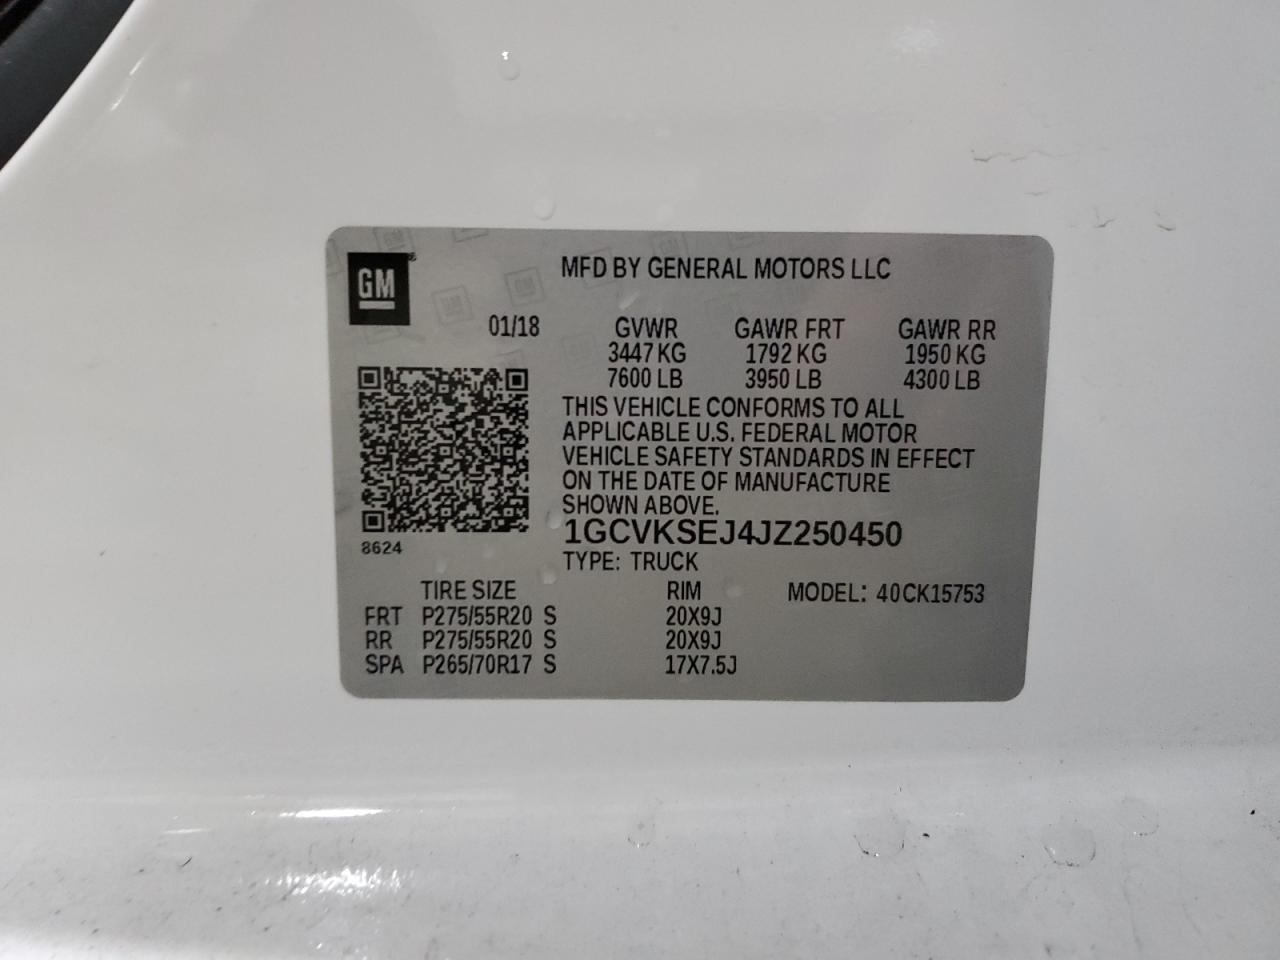 GM
MFD BY GENERAL MOTORS LLC
01/18 GVWR GAWR FRT GAWR RR
3447 KG 1792 KG 1950 KG
7600 LB 3950 LB 4300 LB
THIS VEHICLE CONFORMS TO ALL
APPLICABLE U.S. FEDERAL MOTOR
VEHICLE SAFETY STANDARDS IN EFFECT
ON THE DATE OF MANUFACTURE
SHOWN ABOVE.
1GCVKSEJ4JZ250450
8624
TYPE: TRUCK
TIRE SIZE RIM MODEL: 40CK15753
FRT P275/55R20 S 20X9J
RR P275/55R20 S 20X9J
SPA P265/70R17 S 17X7.5J